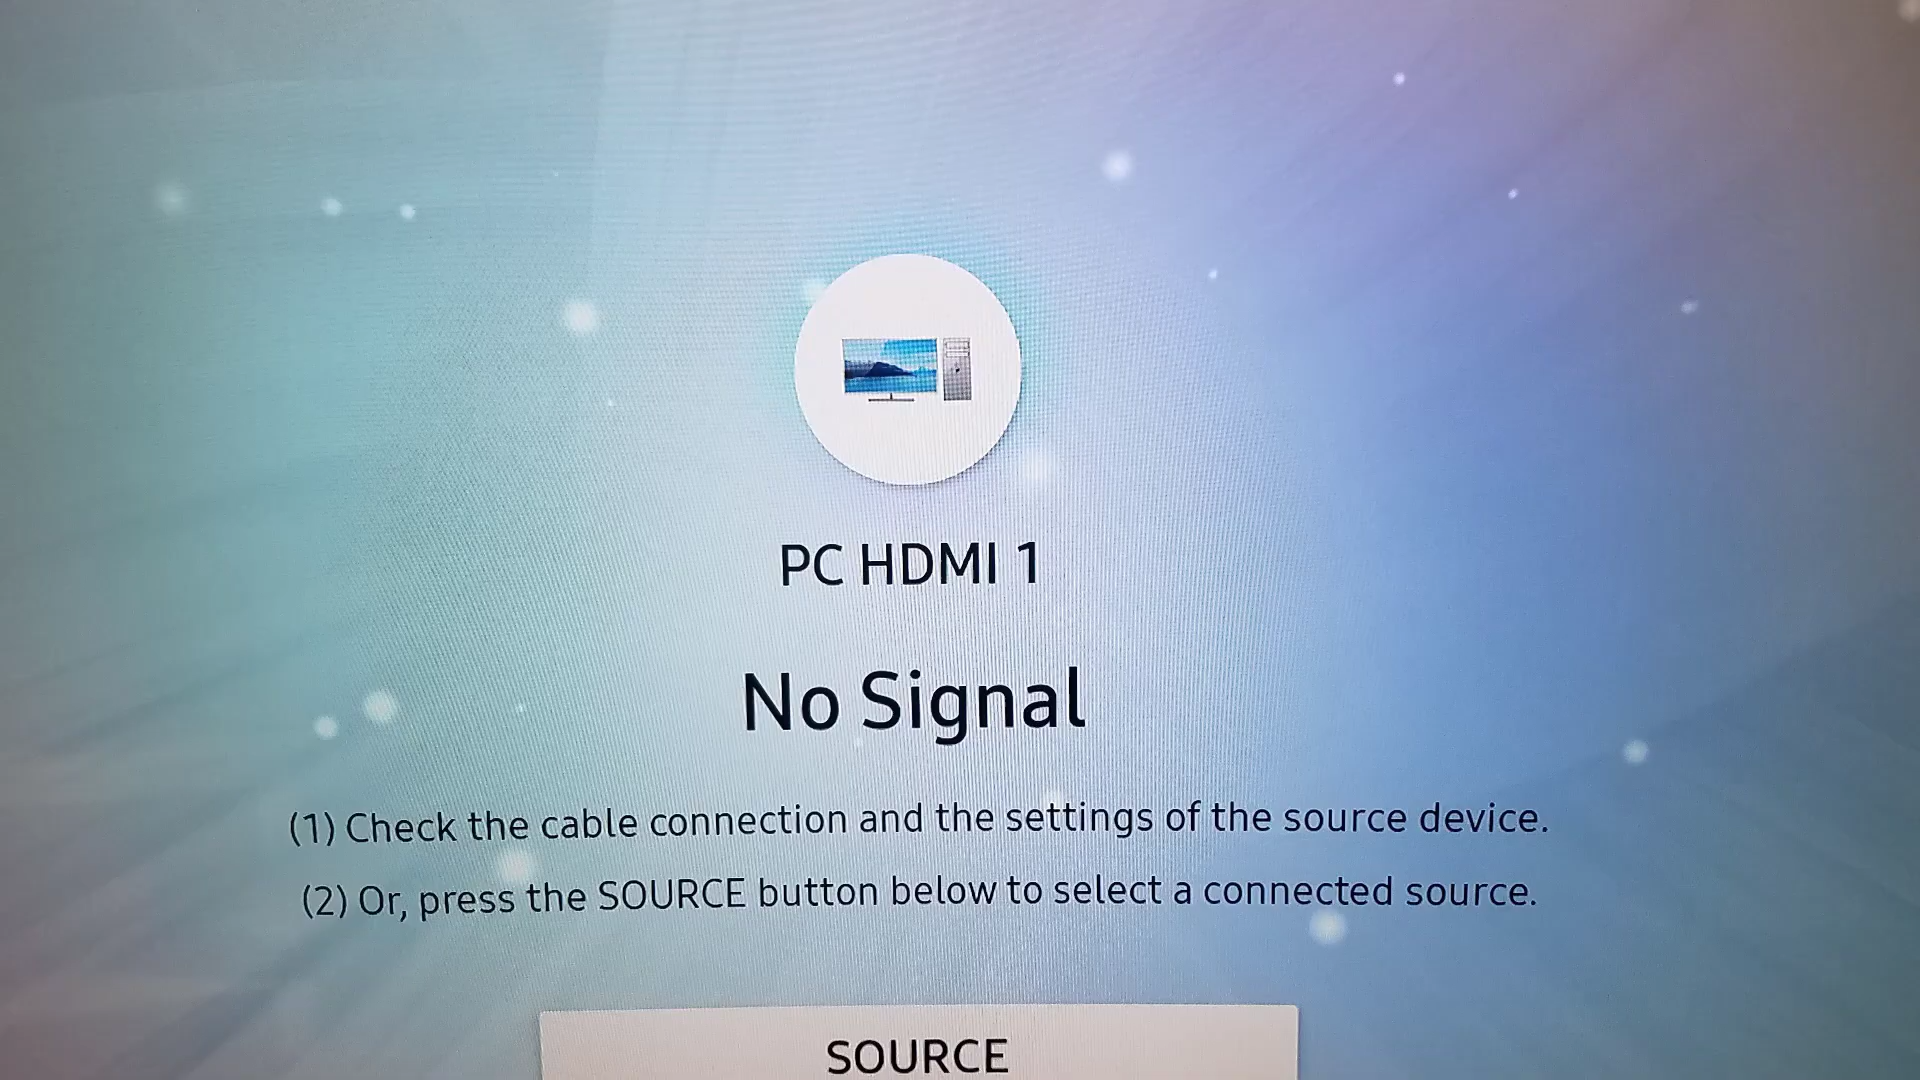 PC HDMI 1
No Signal
(1) Check the cable connection and the settings of the source device.
(2) Or, press the SOURCE button below to select a connected source.
SOURCE